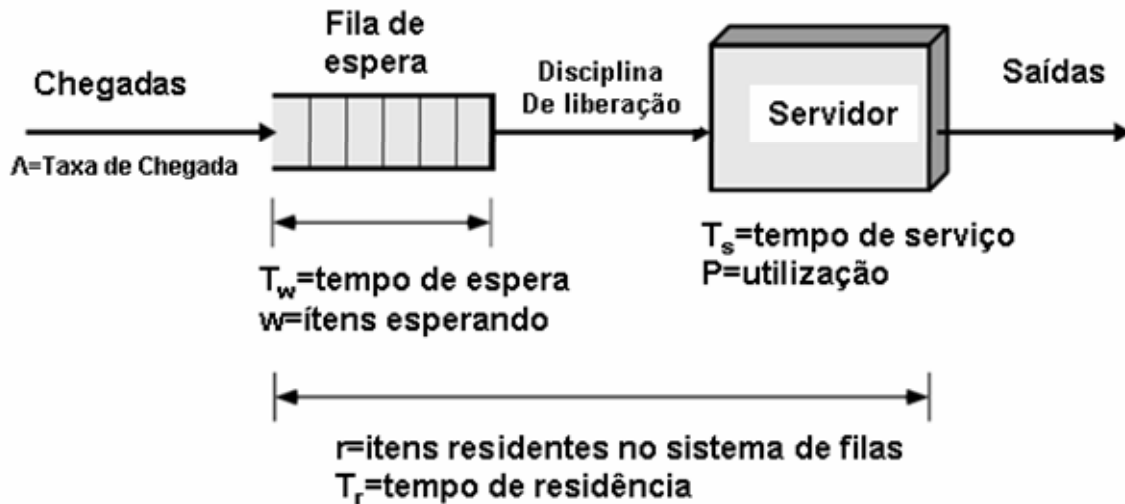 Fila de
espera
Chegadas
Λ=Taxa de Chegada
Disciplina
De liberação
Servidor
Saídas
Tw=tempo de espera
w=ítens esperando
Ts=tempo de serviço
P=utilização
r=itens residentes no sistema de filas
Tr=tempo de residência